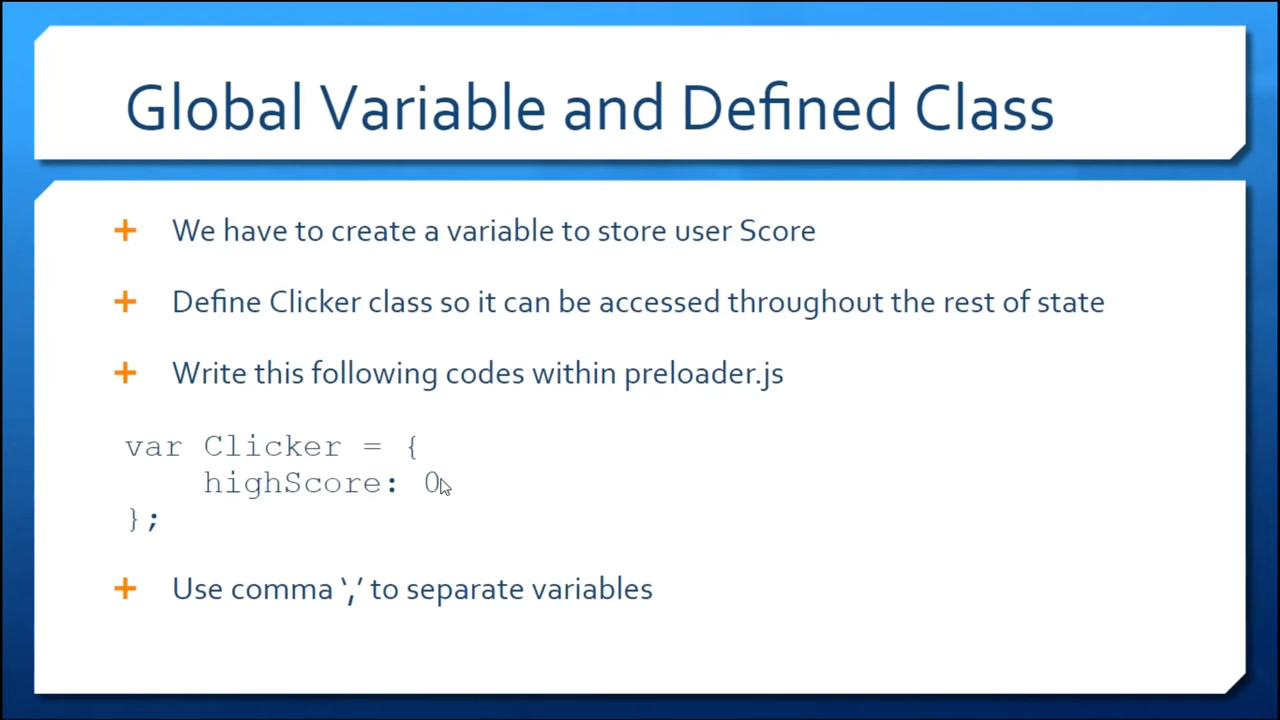 Global Variable and Defined Class
We have to create a variable to store user Score
Define Clicker class so it can be accessed throughout the rest of state
Write this following codes within preloader.js
var Clicker = {
    highScore: 0
};
Use comma ‘,’ to separate variables